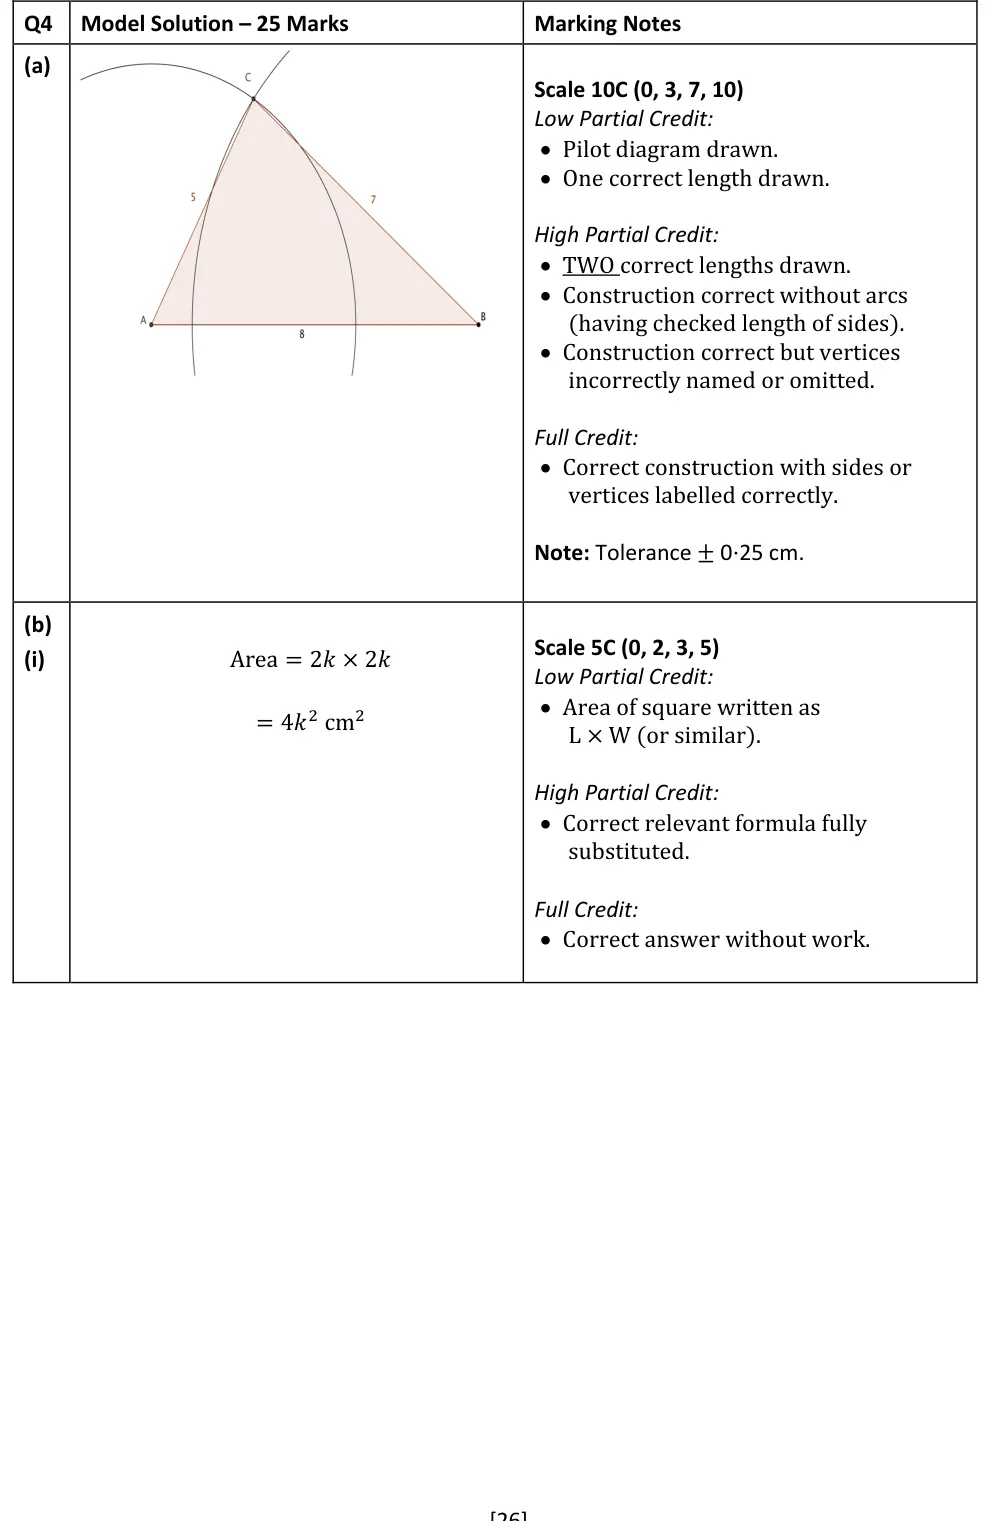 Q4 Model Solution – 25 Marks Marking Notes
(a)
C
5
7
A
B
8
Scale 10C (0, 3, 7, 10)
Low Partial Credit:
• Pilot diagram drawn.
• One correct length drawn.
High Partial Credit:
• TWO correct lengths drawn.
• Construction correct without arcs
(having checked length of sides).
• Construction correct but vertices
incorrectly named or omitted.
Full Credit:
• Correct construction with sides or
vertices labelled correctly.
Note: Tolerance ± 0·25 cm.
(b)
(i)
Area = 2k × 2k
= 4k² cm²
Scale 5C (0, 2, 3, 5)
Low Partial Credit:
• Area of square written as
L × W (or similar).
High Partial Credit:
• Correct relevant formula fully
substituted.
Full Credit:
• Correct answer without work.
[26]